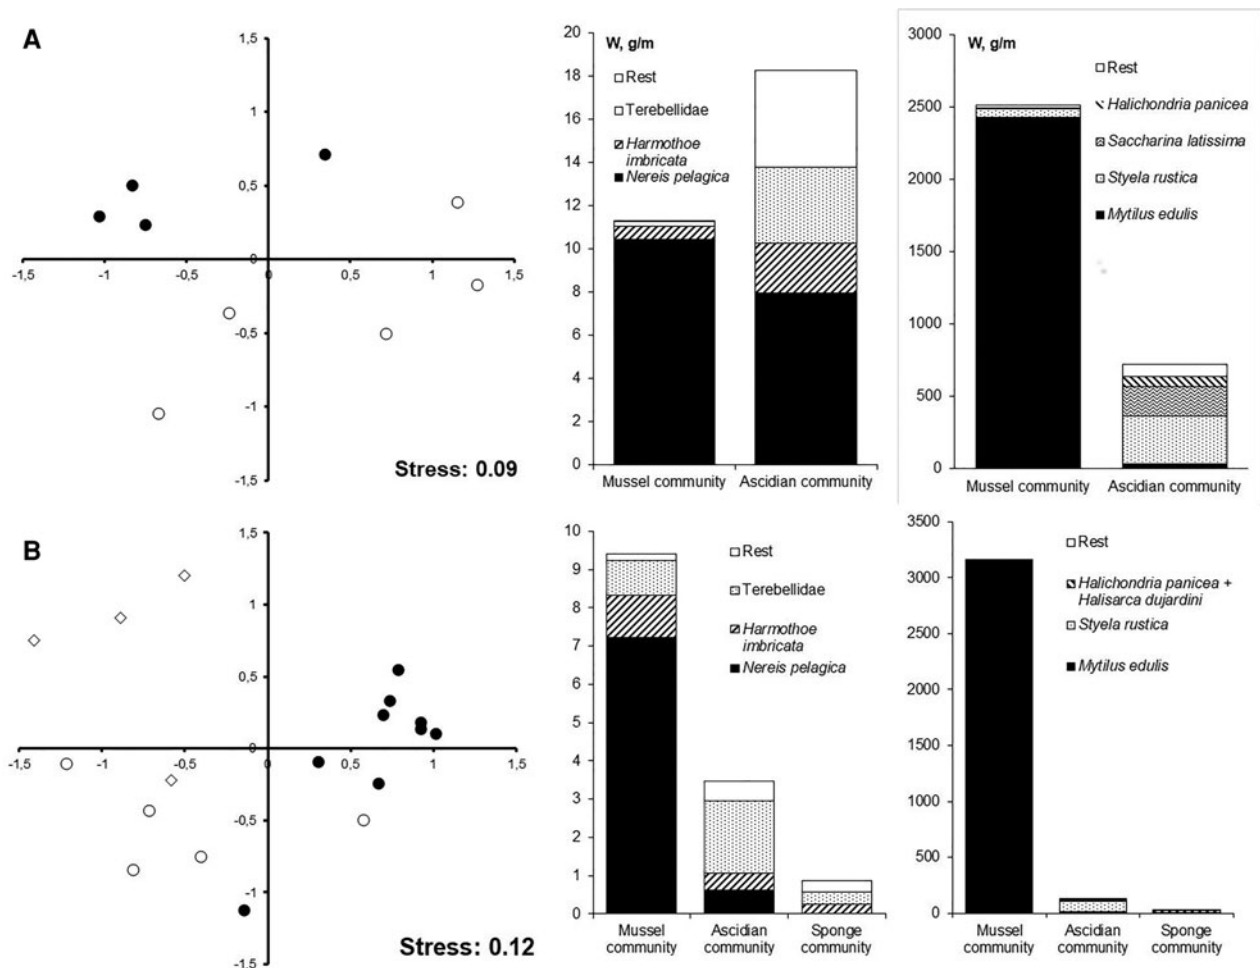 A
1,5
1
0,5
0
-1,5
-1
-0,5
0
0,5
1
1,5
-0,5
-1
-1,5
Stress: 0.09
20
18
16
14
12
10
8
6
4
2
0
W, g/m
Rest
Terebellidae
Harmothoe
imbricata
Nereis pelagica
Mussel community
Ascidian community
3000
2500
2000
1500
1000
500
0
W, g/m
Rest
Halichondria panicea
Saccharina latissima
Styela rustica
Mytilus edulis
Mussel community
Ascidian community
B
1,5
1
0,5
0
-1,5
-1
-0,5
0
0,5
1
1,5
-0,5
-1
-1,5
Stress: 0.12
10
9
8
7
6
5
4
3
2
1
0
Rest
Terebellidae
Harmothoe
imbricata
Nereis pelagica
Mussel
community
Ascidian
community
Sponge
community
3500
3000
2500
3000
1500
1000
500
0
Rest
Halichondria panicea +
Halisarca dujardini
Styela rustica
Mytilus edulis
Mussel
community
Ascidian
community
Sponge
community